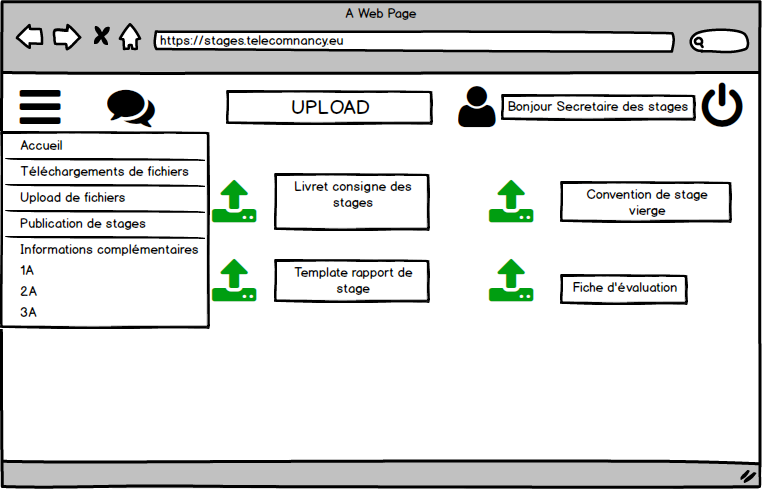 A Web Page
https://stages.telecomnancy.eu
UPLOAD
Bonjour Secretaire des stages
Accueil
Téléchargements de fichiers
Upload de fichiers
Publication de stages
Informations complémentaires
1A
2A
3A
Livret consigne des
stages
Convention de stage
vierge
Template rapport de
stage
Fiche d'évaluation